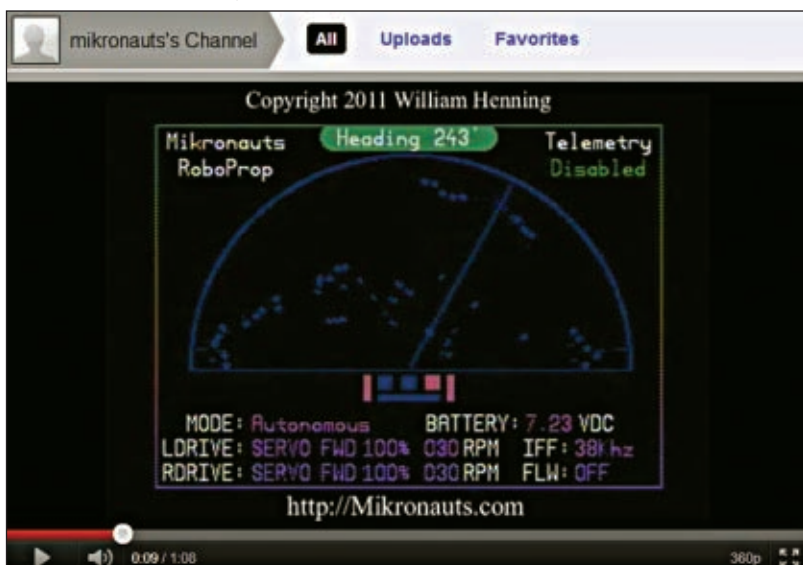 mikronauts's Channel All Uploads Favorites
Copyright 2011 William Henning
Mikronauts Heading 243° Telemetry
RoboProp Disabled
MODE: Autonomous BATTERY: 7.23 VDC
LDRIVE: SERVO FWD 100% 030 RPM IFF: 38Khz
RDRIVE: SERVO FWD 100% 030 RPM FLW: OFF
http://Mikronauts.com
0:09 / 1:08 360p